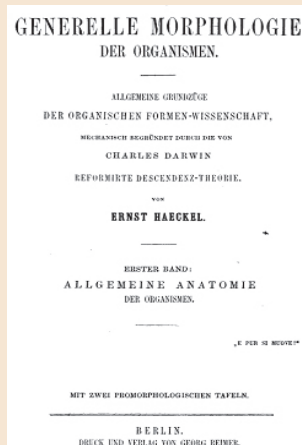 GENERELLE MORPHOLOGIE
DER ORGANISMEN.
ALLGEMEINE GRUNDZÜGE
DER ORGANISCHEN FORMEN-WISSENSCHAFT,
MECHANISCH BEGRÜNDET DURCH DIE VON
CHARLES DARWIN
REFORMIRTE DESCENDENZ-THEORIE.
VON
ERNST HAECKEL.
ERSTER BAND:
ALLGEMEINE ANATOMIE
DER ORGANISMEN.
„E PUR SI MUOVE!"
MIT ZWEI PROMORPHOLOGISCHEN TAFELN.
BERLIN.
DRUCK UND VERLAG VON GEORG REIMER.